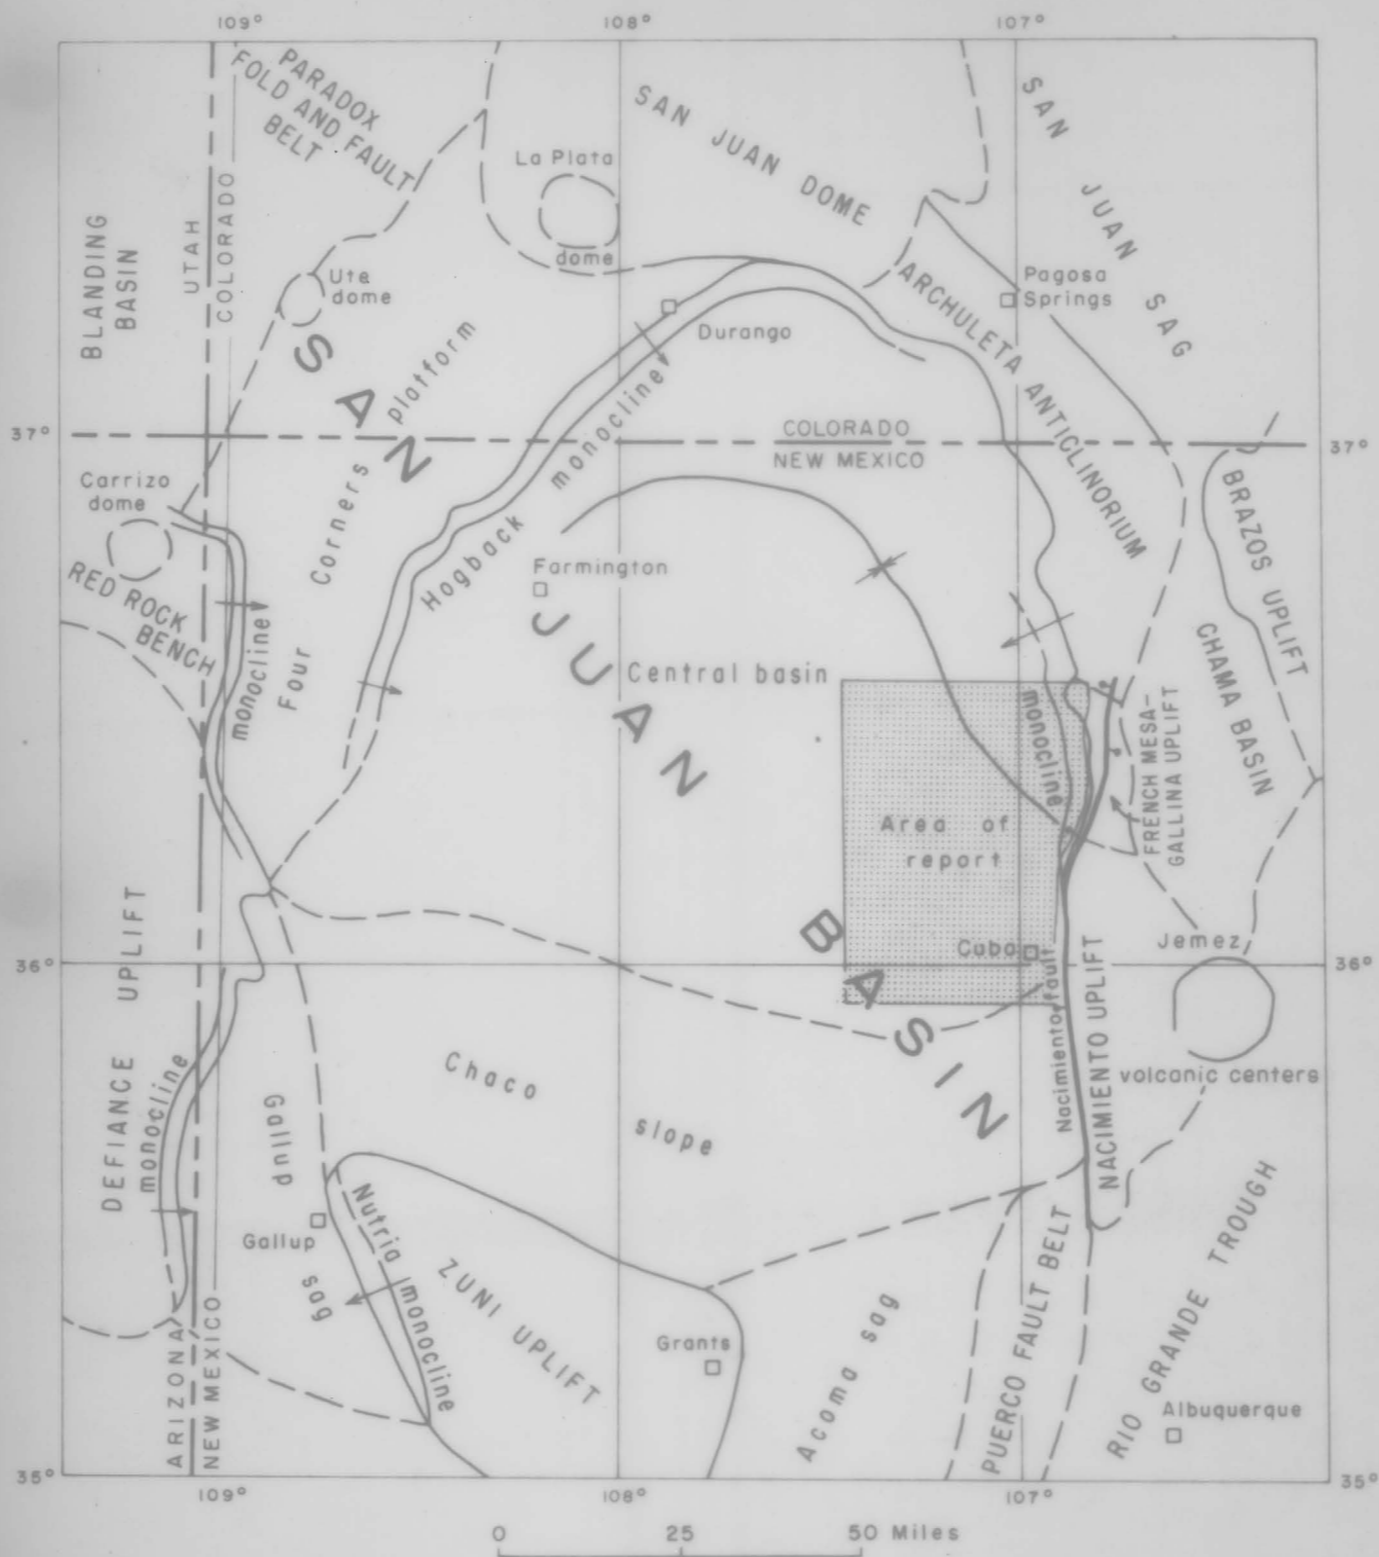 109°
108°
107°
PARADOX
FOLD AND FAULT
BELT
SAN JUAN DOME
SAN JUAN SAG
La Plata
dome
BLANDING
BASIN
UTAH
COLORADO
Ute
dome
Pagosa
Springs
ARCHULETA ANTICLINORIUM
Durango
SAN JUAN BASIN
Four Corners platform
Hogback monocline
37°
COLORADO
NEW MEXICO
37°
Carrizo
dome
BRAZOS UPLIFT
Farmington
RED ROCK
BENCH
monocline
CHAMA BASIN
Central basin
monocline
FRENCH MESA-
GALLINA UPLIFT
Area of
report
DEFIANCE UPLIFT
monocline
Cuba
Jemez
volcanic centers
36°
36°
Nacimiento fault
NACIMIENTO UPLIFT
Chaco slope
Gallup sag
Gallup
Nutria monocline
ZUNI UPLIFT
Grants
Acoma sag
PUERCO FAULT BELT
RIO GRANDE TROUGH
Albuquerque
ARIZONA
NEW MEXICO
35°
35°
109°
108°
107°
0 25 50 Miles